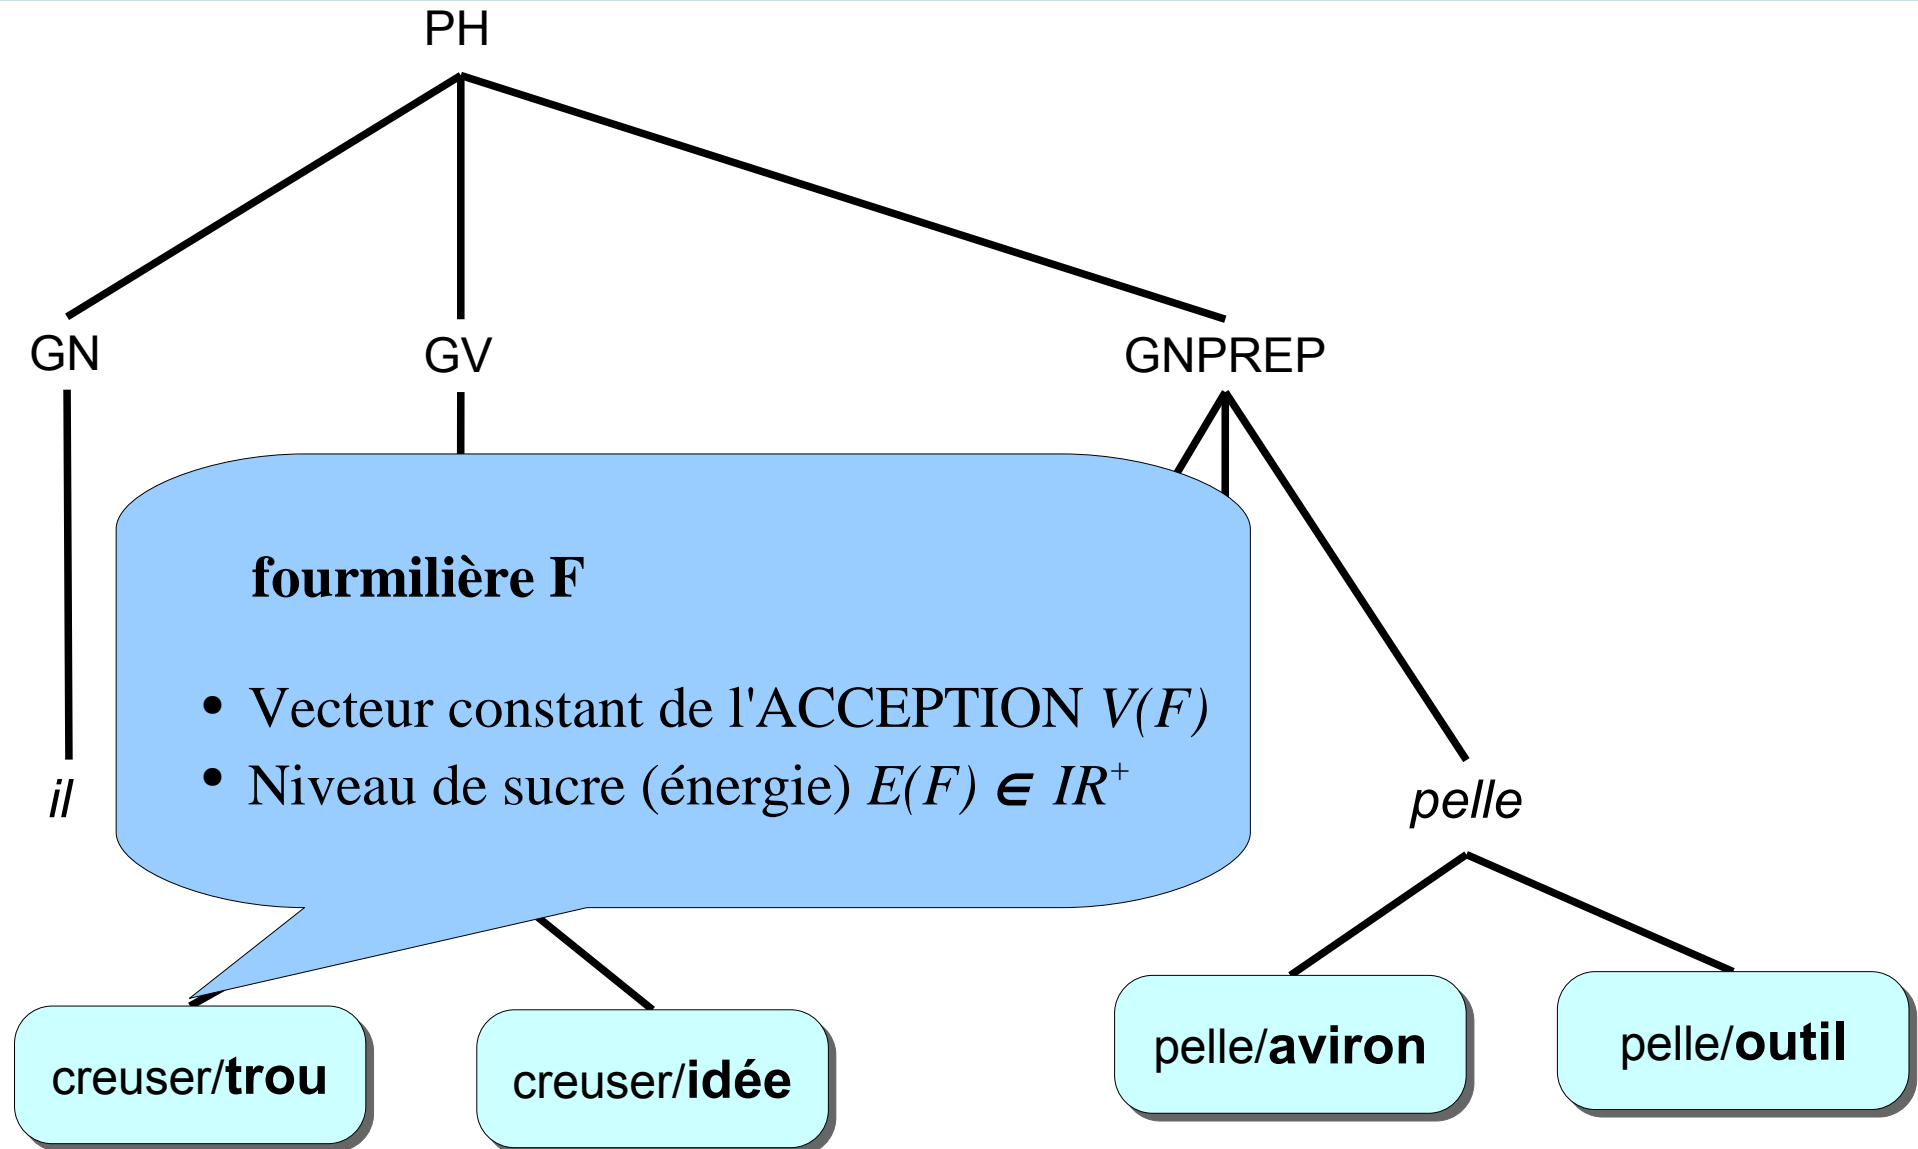 PH
GN
GV
GNPREP
fourmilière F
• Vecteur constant de l'ACCEPTION V(F)
• Niveau de sucre (énergie) E(F) ∈ IR⁺
il
pelle
creuser/trou
creuser/idée
pelle/aviron
pelle/outil